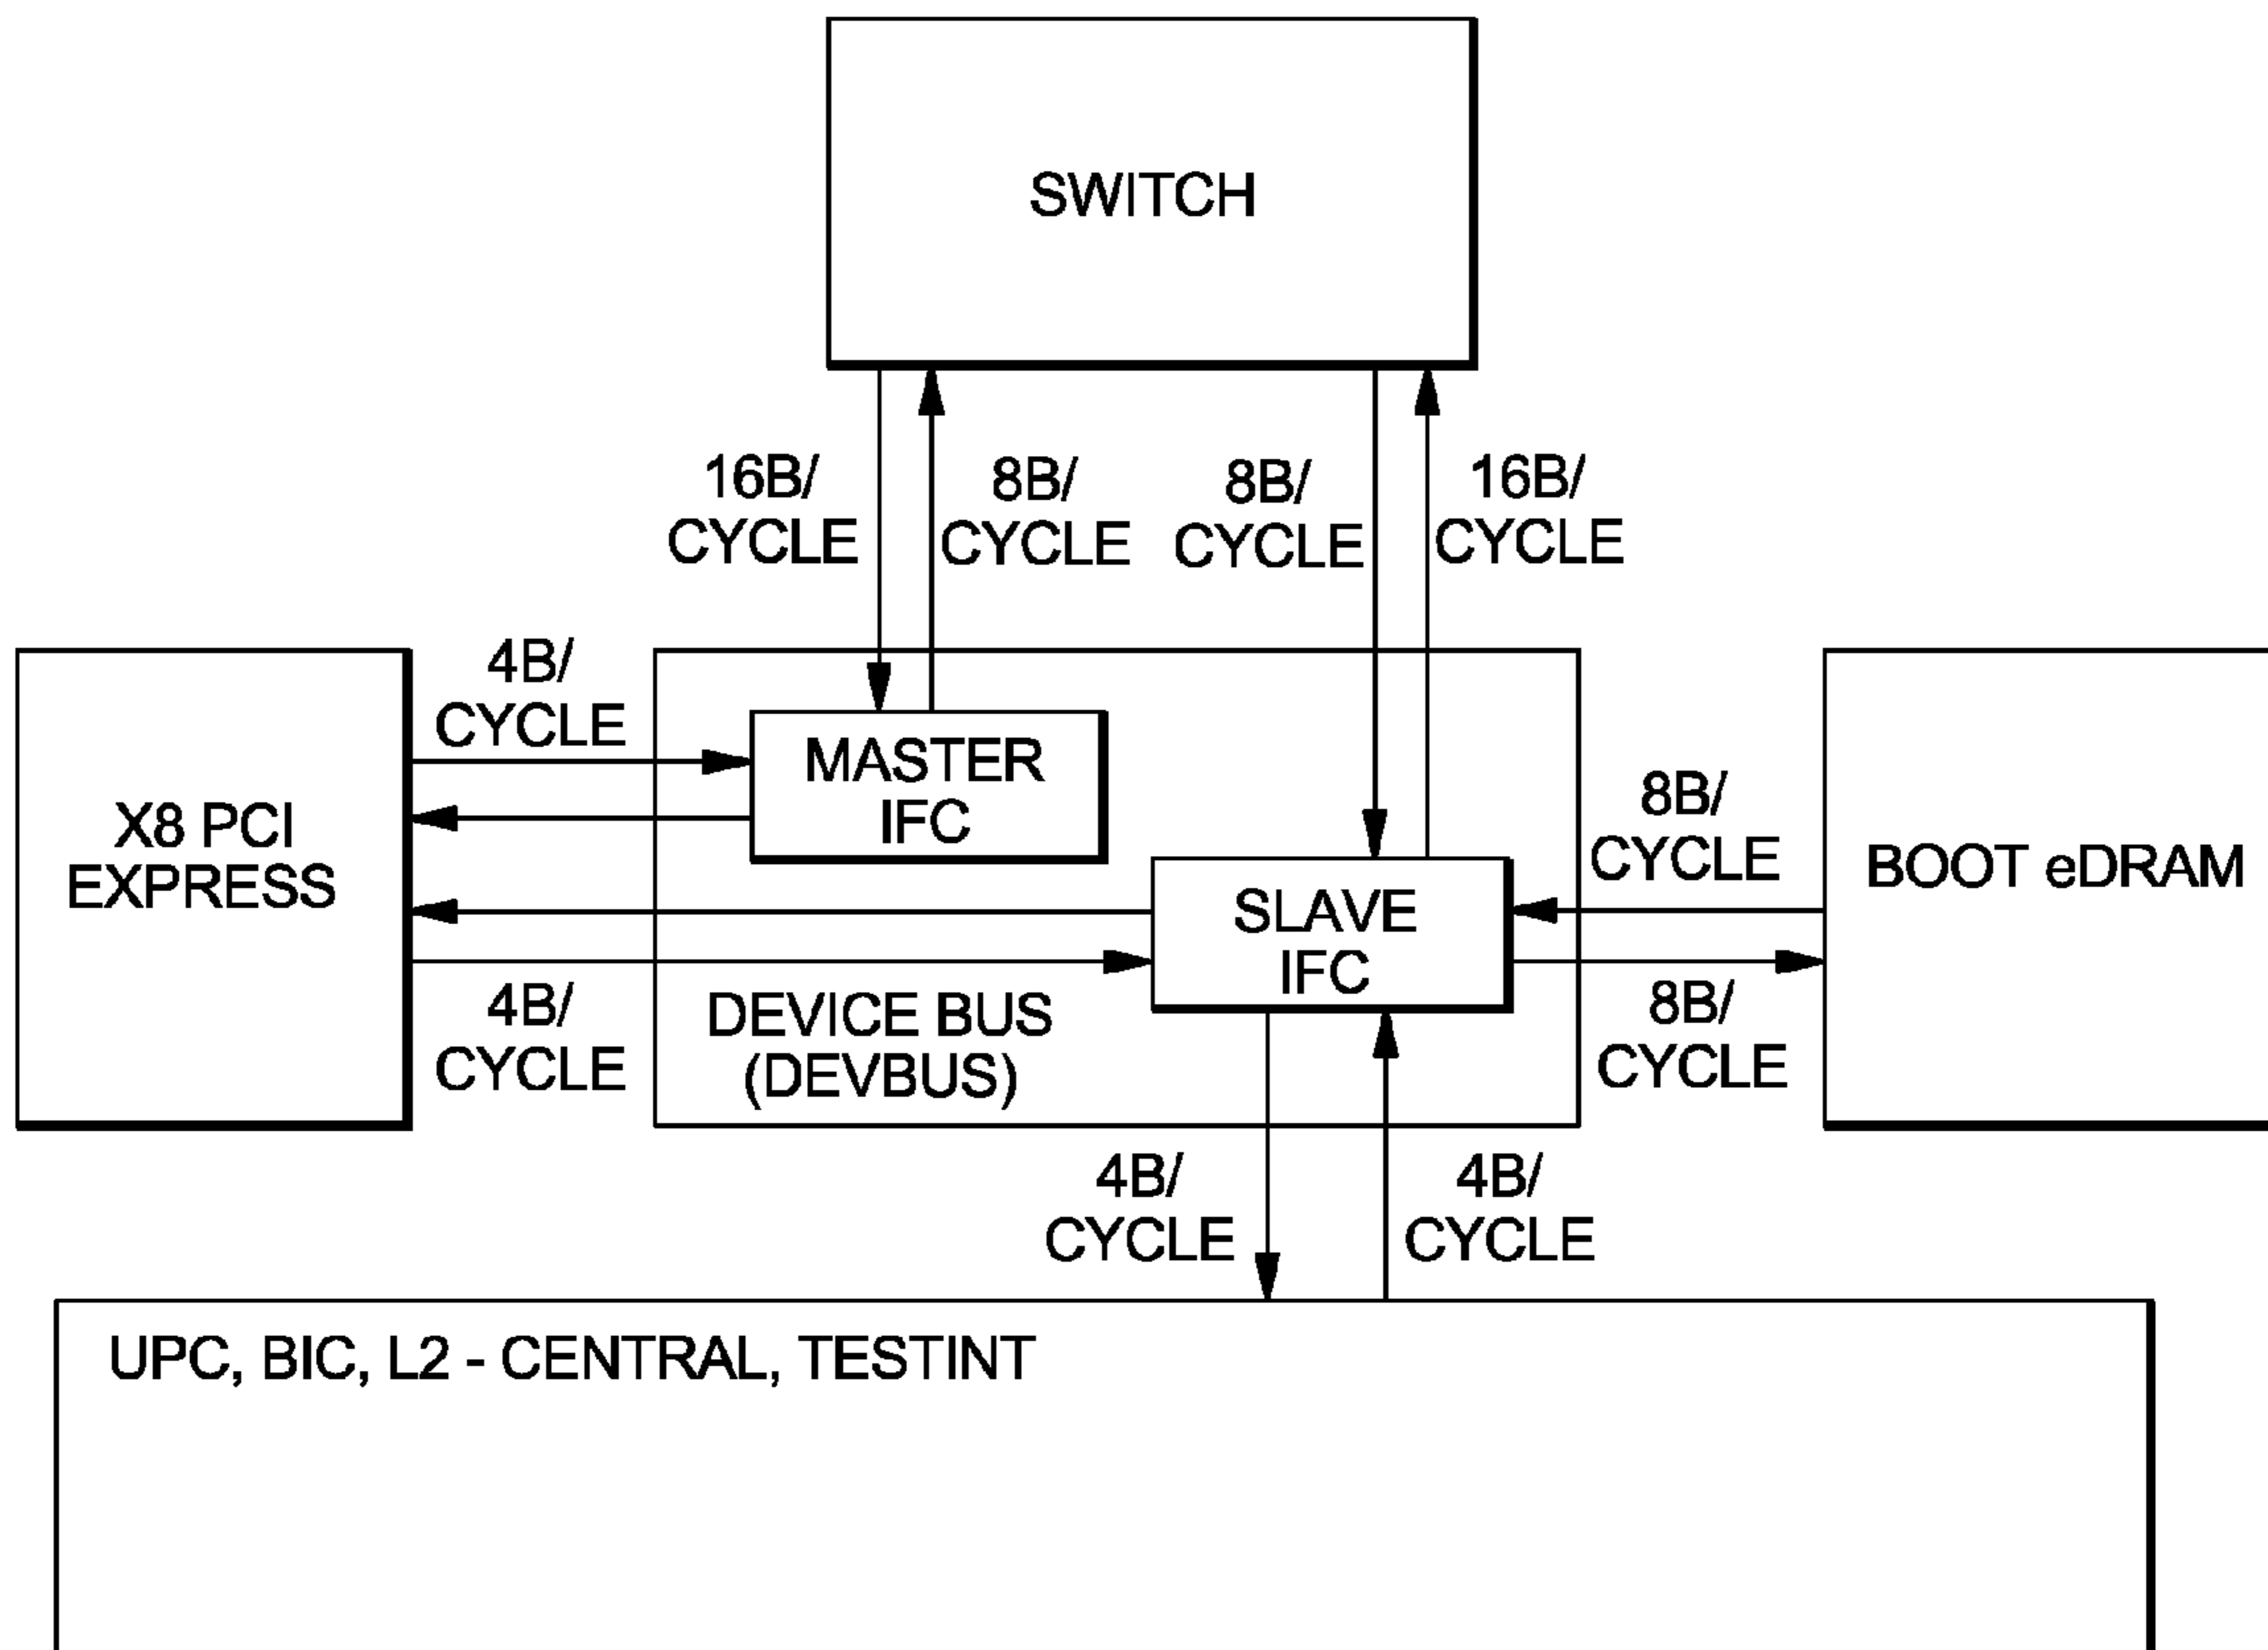 SWITCH
16B/
CYCLE
8B/
CYCLE
8B/
CYCLE
16B/
CYCLE
4B/
CYCLE
X8 PCI
EXPRESS
MASTER
IFC
SLAVE
IFC
8B/
CYCLE
BOOT eDRAM
4B/
CYCLE
DEVICE BUS
(DEVBUS)
8B/
CYCLE
4B/
CYCLE
4B/
CYCLE
UPC, BIC, L2 - CENTRAL, TESTINT